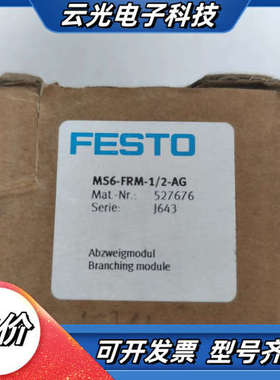 云光电子科技
FESTO
MS6-FRM-1/2-AG
Mat.-Nr.: 527676
Serie: J643
Abzweigmodul
Branching module
价
可开发票 型号齐